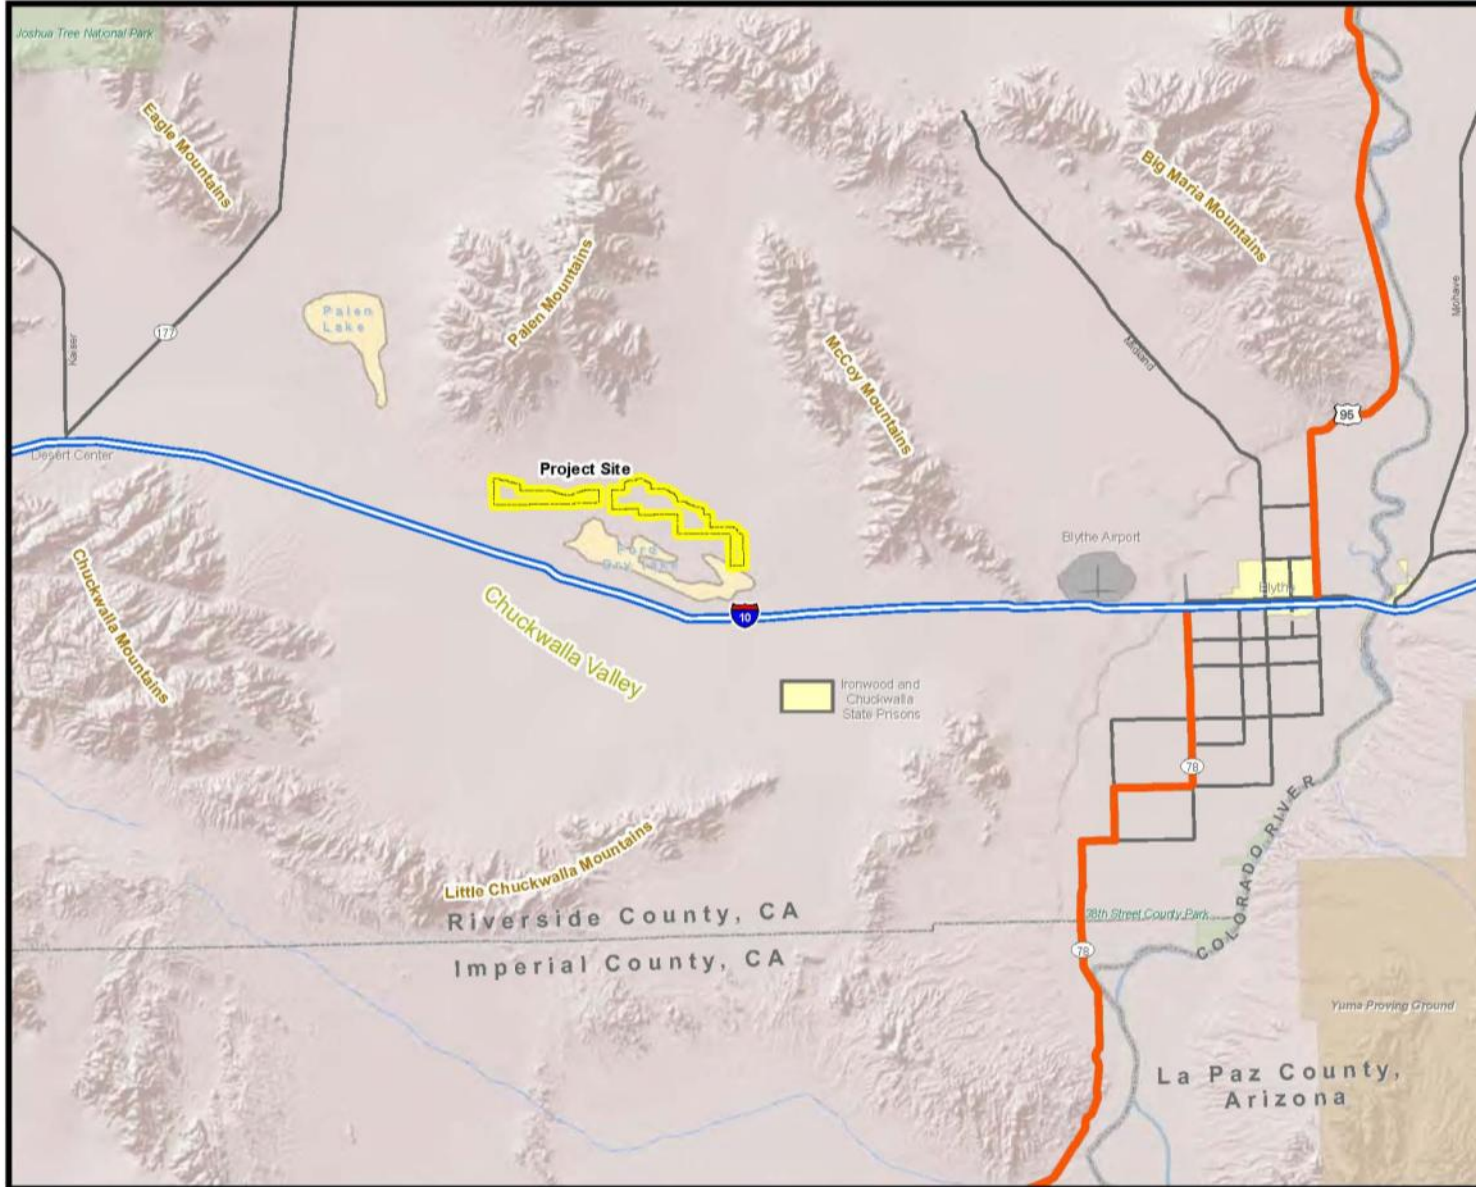 Joshua Tree National Park
Eagle Mountains
Big Maria Mountains
Palen Mountains
Mohave
Palen
Lake
177
Kaiser
McCoy Mountains
Midland
95
Desert Center
Project Site
Blythe Airport
Ford
Dry Lake
Chuckwalla Mountains
Blythe
Chuckwalla Valley
10
Ironwood and
Chuckwalla
State Prisons
78
COLORADO RIVER
Little Chuckwalla Mountains
Riverside County, CA
38th Street County Park
78
Imperial County, CA
Yuma Proving Ground
La Paz County,
Arizona